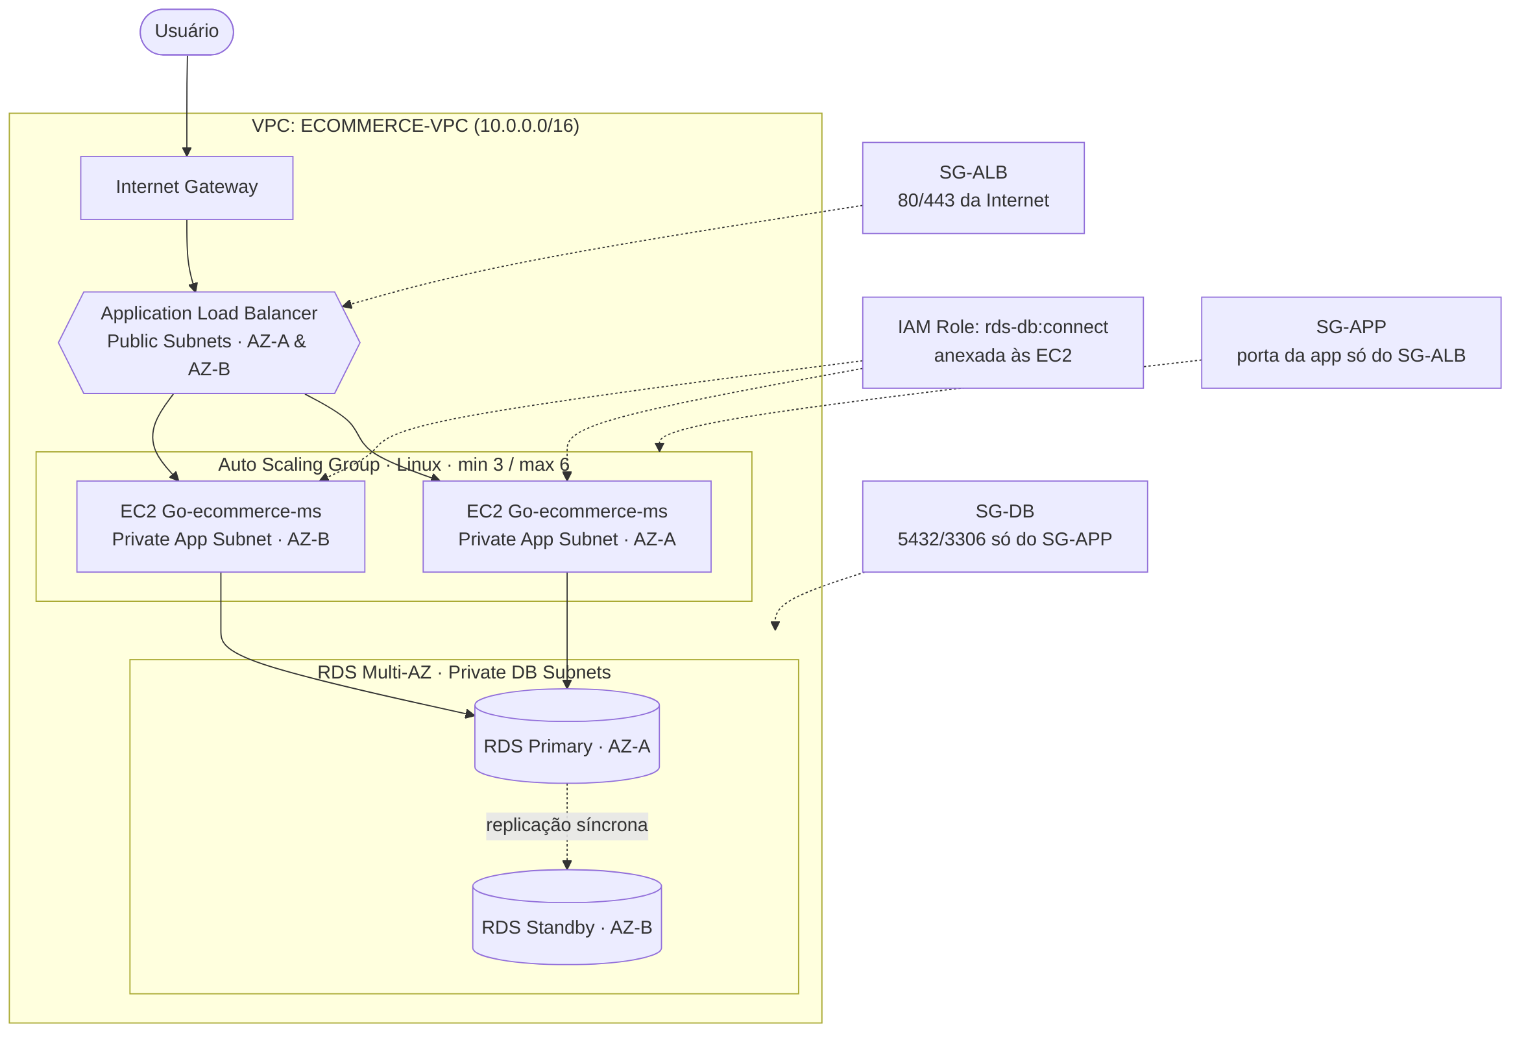 Usuário
VPC: ECOMMERCE-VPC (10.0.0.0/16)
Internet Gateway
SG-ALB
80/443 da Internet
Application Load Balancer
Public Subnets · AZ-A &
AZ-B
IAM Role: rds-db:connect
anexada às EC2
SG-APP
porta da app só do SG-ALB
Auto Scaling Group · Linux · min 3 / max 6
EC2 Go-ecommerce-ms
Private App Subnet · AZ-B
EC2 Go-ecommerce-ms
Private App Subnet · AZ-A
SG-DB
5432/3306 só do SG-APP
RDS Multi-AZ · Private DB Subnets
RDS Primary · AZ-A
replicação síncrona
RDS Standby · AZ-B